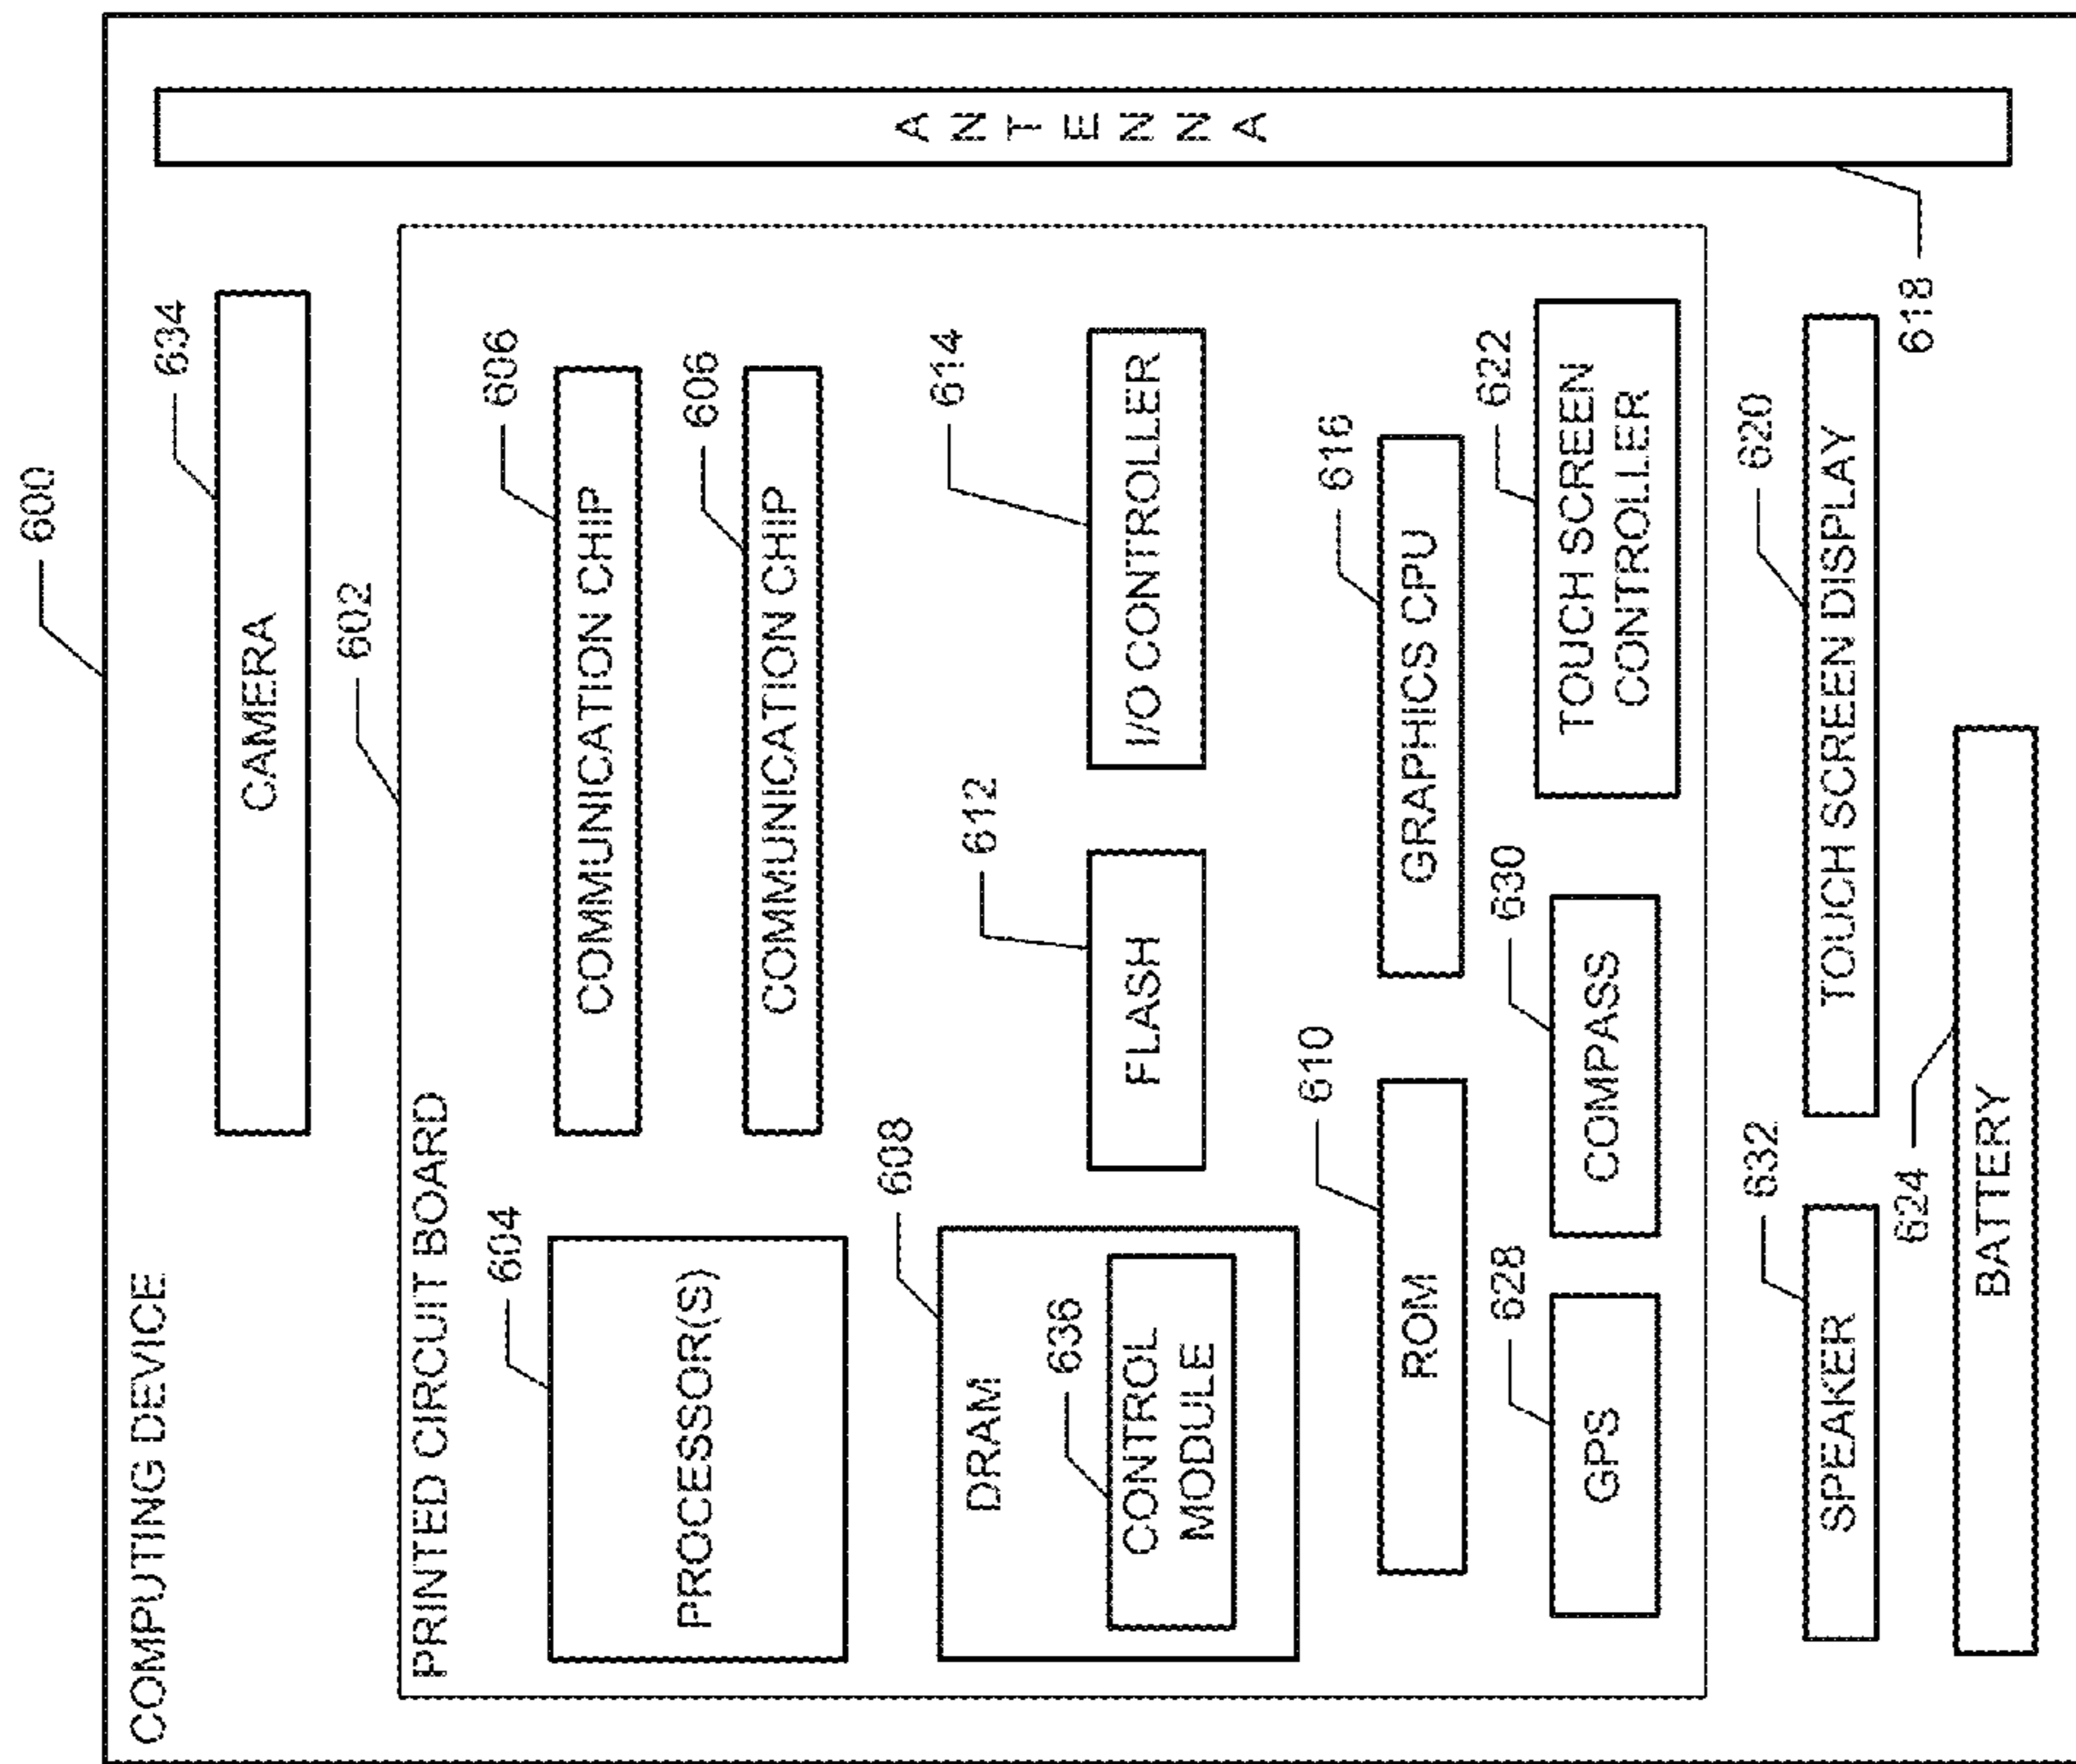 600
COMPUTING DEVICE
634
CAMERA
ANTENNA
602
PRINTED CIRCUIT BOARD
604
PROCESSOR(S)
606
COMMUNICATION CHIP
606
COMMUNICATION CHIP
608
DRAM
636
CONTROL
MODULE
612
FLASH
614
I/O CONTROLLER
610
ROM
616
GRAPHICS CPU
628
GPS
630
COMPASS
622
TOUCH SCREEN
CONTROLLER
632
SPEAKER
620
TOUCH SCREEN DISPLAY
618
624
BATTERY